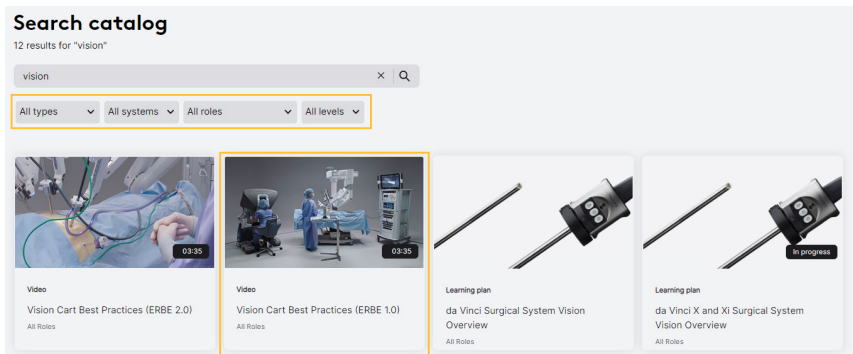 Search catalog
12 results for "vision"
vision
All types
All systems
All roles
All levels
03:35
03:35
In progress
Video
Vision Cart Best Practices (ERBE 2.0)
All Roles
Video
Vision Cart Best Practices (ERBE 1.0)
All Roles
Learning plan
da Vinci Surgical System Vision
Overview
All Roles
Learning plan
da Vinci X and Xi Surgical System
Vision Overview
All Roles